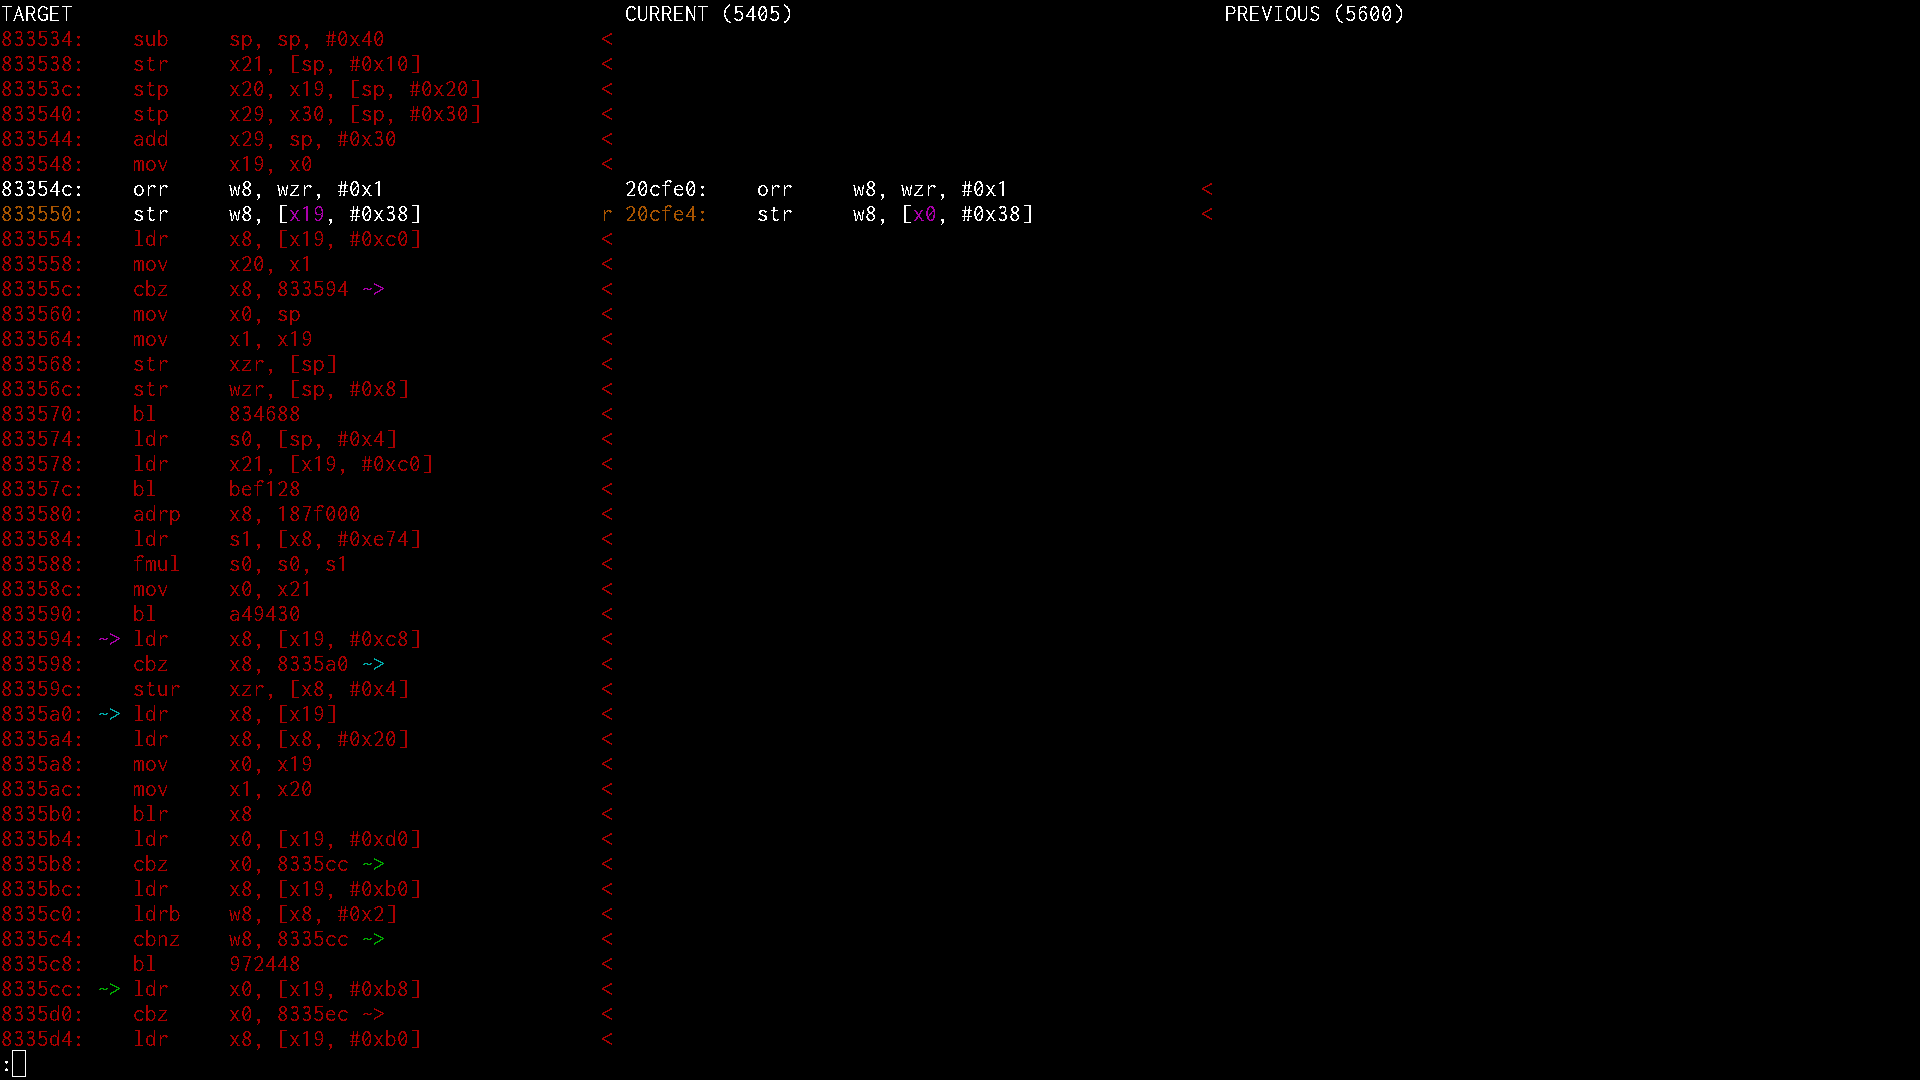 TARGET CURRENT (5405) PREVIOUS (5600)
833534: sub sp, sp, #0x40 <
833538: str x21, [sp, #0x10] <
83353c: stp x20, x19, [sp, #0x20] <
833540: stp x29, x30, [sp, #0x30] <
833544: add x29, sp, #0x30 <
833548: mov x19, x0 <
83354c: orr w8, wzr, #0x1 20cfe0: orr w8, wzr, #0x1 <
833550: str w8, [x19, #0x38] r 20cfe4: str w8, [x0, #0x38] <
833554: ldr x8, [x19, #0xc0] <
833558: mov x20, x1 <
83355c: cbz x8, 833594 ~> <
833560: mov x0, sp <
833564: mov x1, x19 <
833568: str xzr, [sp] <
83356c: str wzr, [sp, #0x8] <
833570: bl 834688 <
833574: ldr s0, [sp, #0x4] <
833578: ldr x21, [x19, #0xc0] <
83357c: bl bef128 <
833580: adrp x8, 187f000 <
833584: ldr s1, [x8, #0xe74] <
833588: fmul s0, s0, s1 <
83358c: mov x0, x21 <
833590: bl a49430 <
833594: ~> ldr x8, [x19, #0xc8] <
833598: cbz x8, 8335a0 ~> <
83359c: stur xzr, [x8, #0x4] <
8335a0: ~> ldr x8, [x19] <
8335a4: ldr x8, [x8, #0x20] <
8335a8: mov x0, x19 <
8335ac: mov x1, x20 <
8335b0: blr x8 <
8335b4: ldr x0, [x19, #0xd0] <
8335b8: cbz x0, 8335cc ~> <
8335bc: ldr x8, [x19, #0xb0] <
8335c0: ldrb w8, [x8, #0x2] <
8335c4: cbnz w8, 8335cc ~> <
8335c8: bl 972448 <
8335cc: ~> ldr x0, [x19, #0xb8] <
8335d0: cbz x0, 8335ec ~> <
8335d4: ldr x8, [x19, #0xb0] <
: